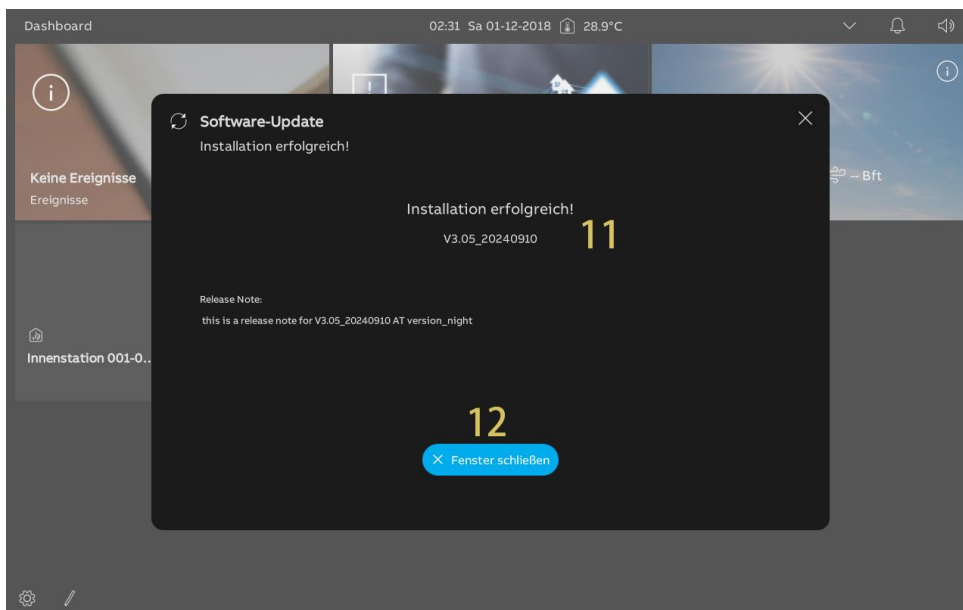 Dashboard
02:31 Sa 01-12-2018 28.9°C
Keine Ereignisse
Ereignisse
-- Bft
Software-Update
Installation erfolgreich!
Installation erfolgreich!
V3.05_20240910
11
Release Note:
this is a release note for V3.05_20240910 AT version_night
Innenstation 001-0..
12
Fenster schließen